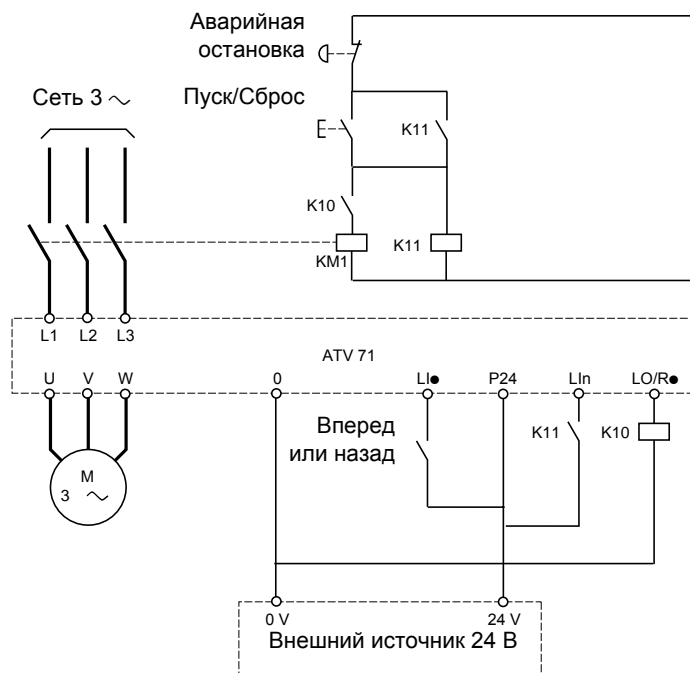 Аварийная
остановка
Сеть 3 ~
Пуск/Сброс
K11
K10
KM1
K11
L1 L2 L3
ATV 71
U V W 0 LI● P24 LIn LO/R●
Вперед
или назад
K11
K10
M
3 ~
0 V
24 V
Внешний источник 24 В